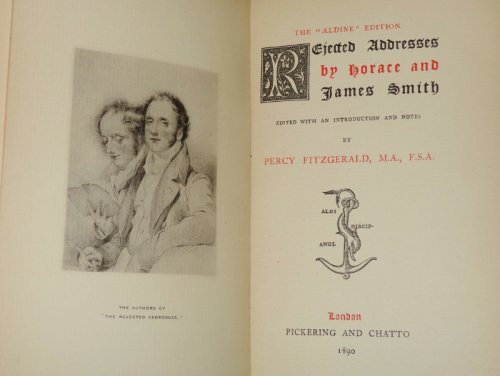 THE AUTHORS OF
"THE REJECTED ADDRESSES."
THE "ALDINE" EDITION.
REjected Addresses
by Horace and
James Smith
EDITED WITH AN INTRODUCTION AND NOTES
BY
PERCY FITZGERALD, M.A., F.S.A.
ALDI
DISCIP.
ANGL
London
PICKERING AND CHATTO
1890